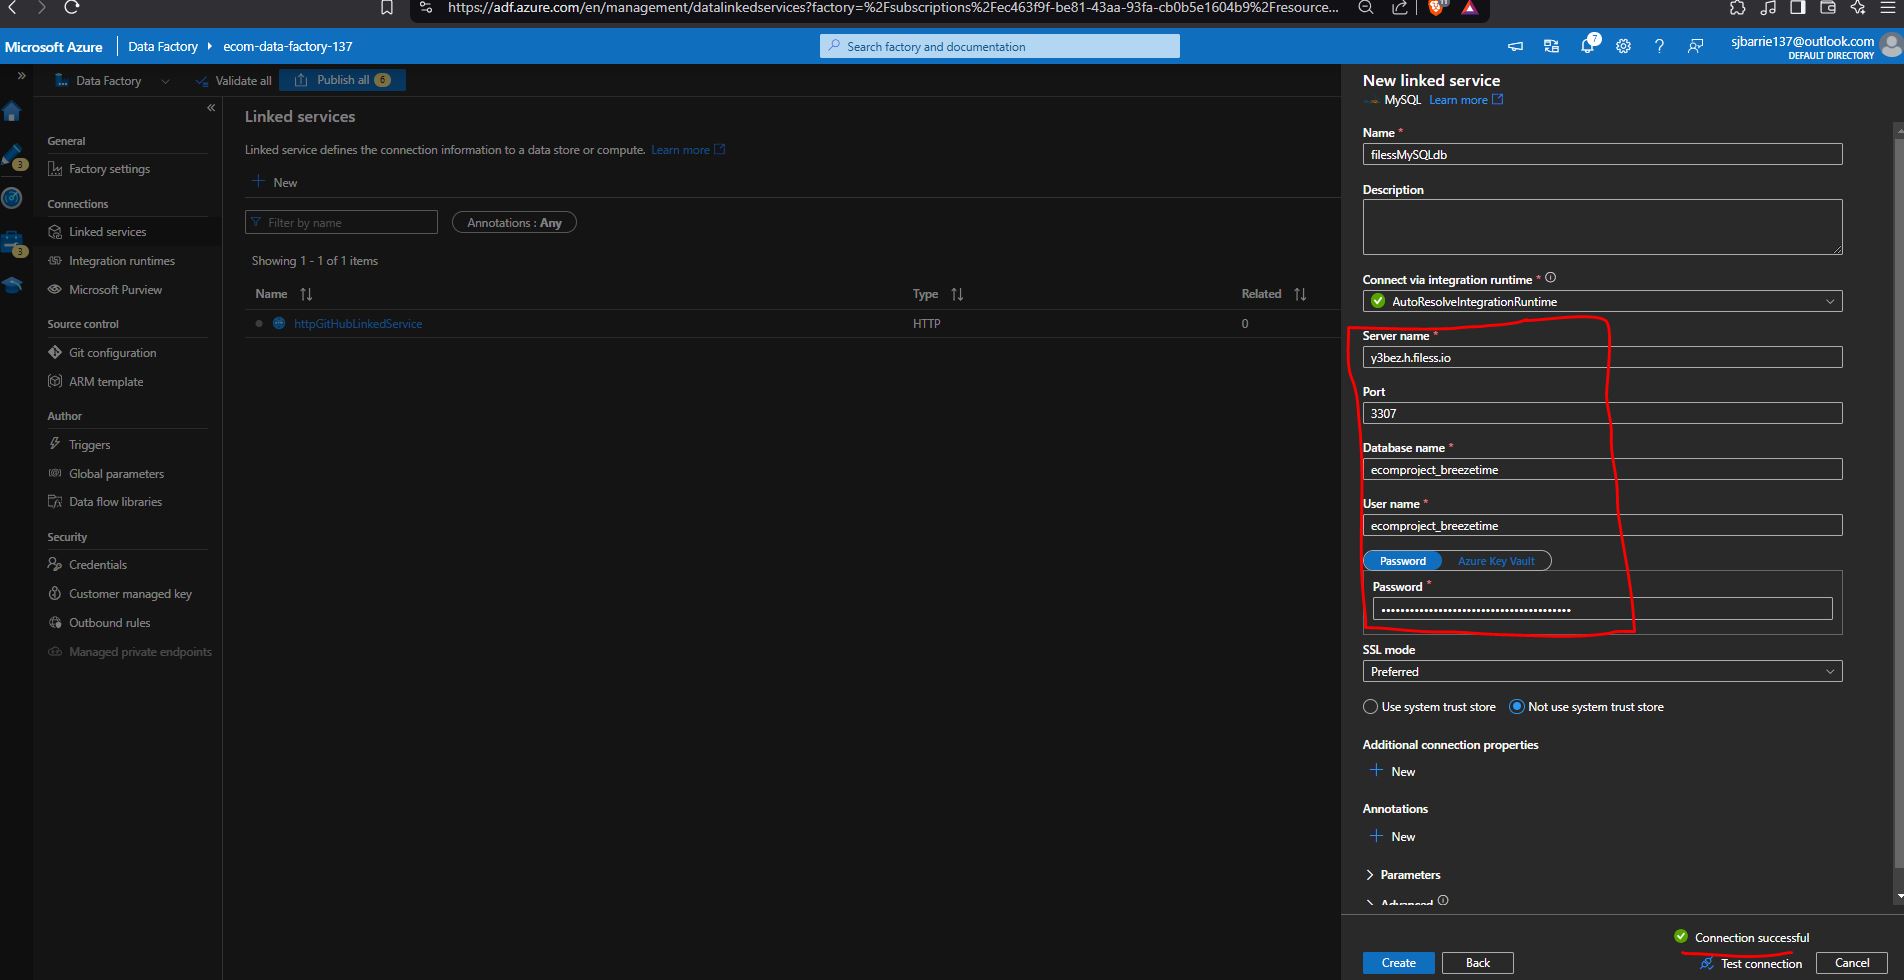 https://adf.azure.com/en/management/datalinkedservices?factory=%2Fsubscriptions%2Fec463f9f-be81-43aa-93fa-cb0b5e1604b9%2Fresource...
Microsoft Azure
Data Factory
ecom-data-factory-137
Search factory and documentation
7
sjbarrie137@outlook.com
DEFAULT DIRECTORY
Data Factory
Validate all
Publish all 6
3
3
General
Factory settings
Connections
Linked services
Integration runtimes
Microsoft Purview
Source control
Git configuration
ARM template
Author
Triggers
Global parameters
Data flow libraries
Security
Credentials
Customer managed key
Outbound rules
Managed private endpoints
Linked services
Linked service defines the connection information to a data store or compute. Learn more
New
Filter by name
Annotations : Any
Showing 1 - 1 of 1 items
Name Type Related
httpGitHubLinkedService HTTP 0
New linked service
MySQL Learn more
Name *
filessMySQLdb
Description
Connect via integration runtime *
AutoResolveIntegrationRuntime
Server name *
y3bez.h.filess.io
Port
3307
Database name *
ecomproject_breezetime
User name *
ecomproject_breezetime
Password Azure Key Vault
Password *
SSL mode
Preferred
Use system trust store Not use system trust store
Additional connection properties
New
Annotations
New
Parameters
Advanced
Connection successful
Create Back Test connection Cancel